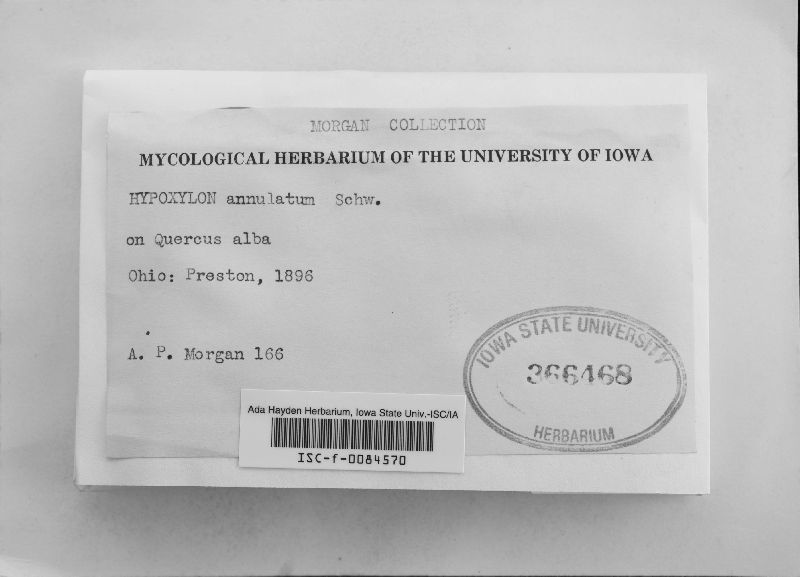 MORGAN COLLECTION
MYCOLOGICAL HERBARIUM OF THE UNIVERSITY OF IOWA
HYPOXYLON annulatum Schw.
on Quercus alba
Ohio: Preston, 1896
A. P. Morgan 166
IOWA STATE UNIVERSITY
366468
HERBARIUM
Ada Hayden Herbarium, Iowa State Univ.-ISC/IA
ISC-f-0084570